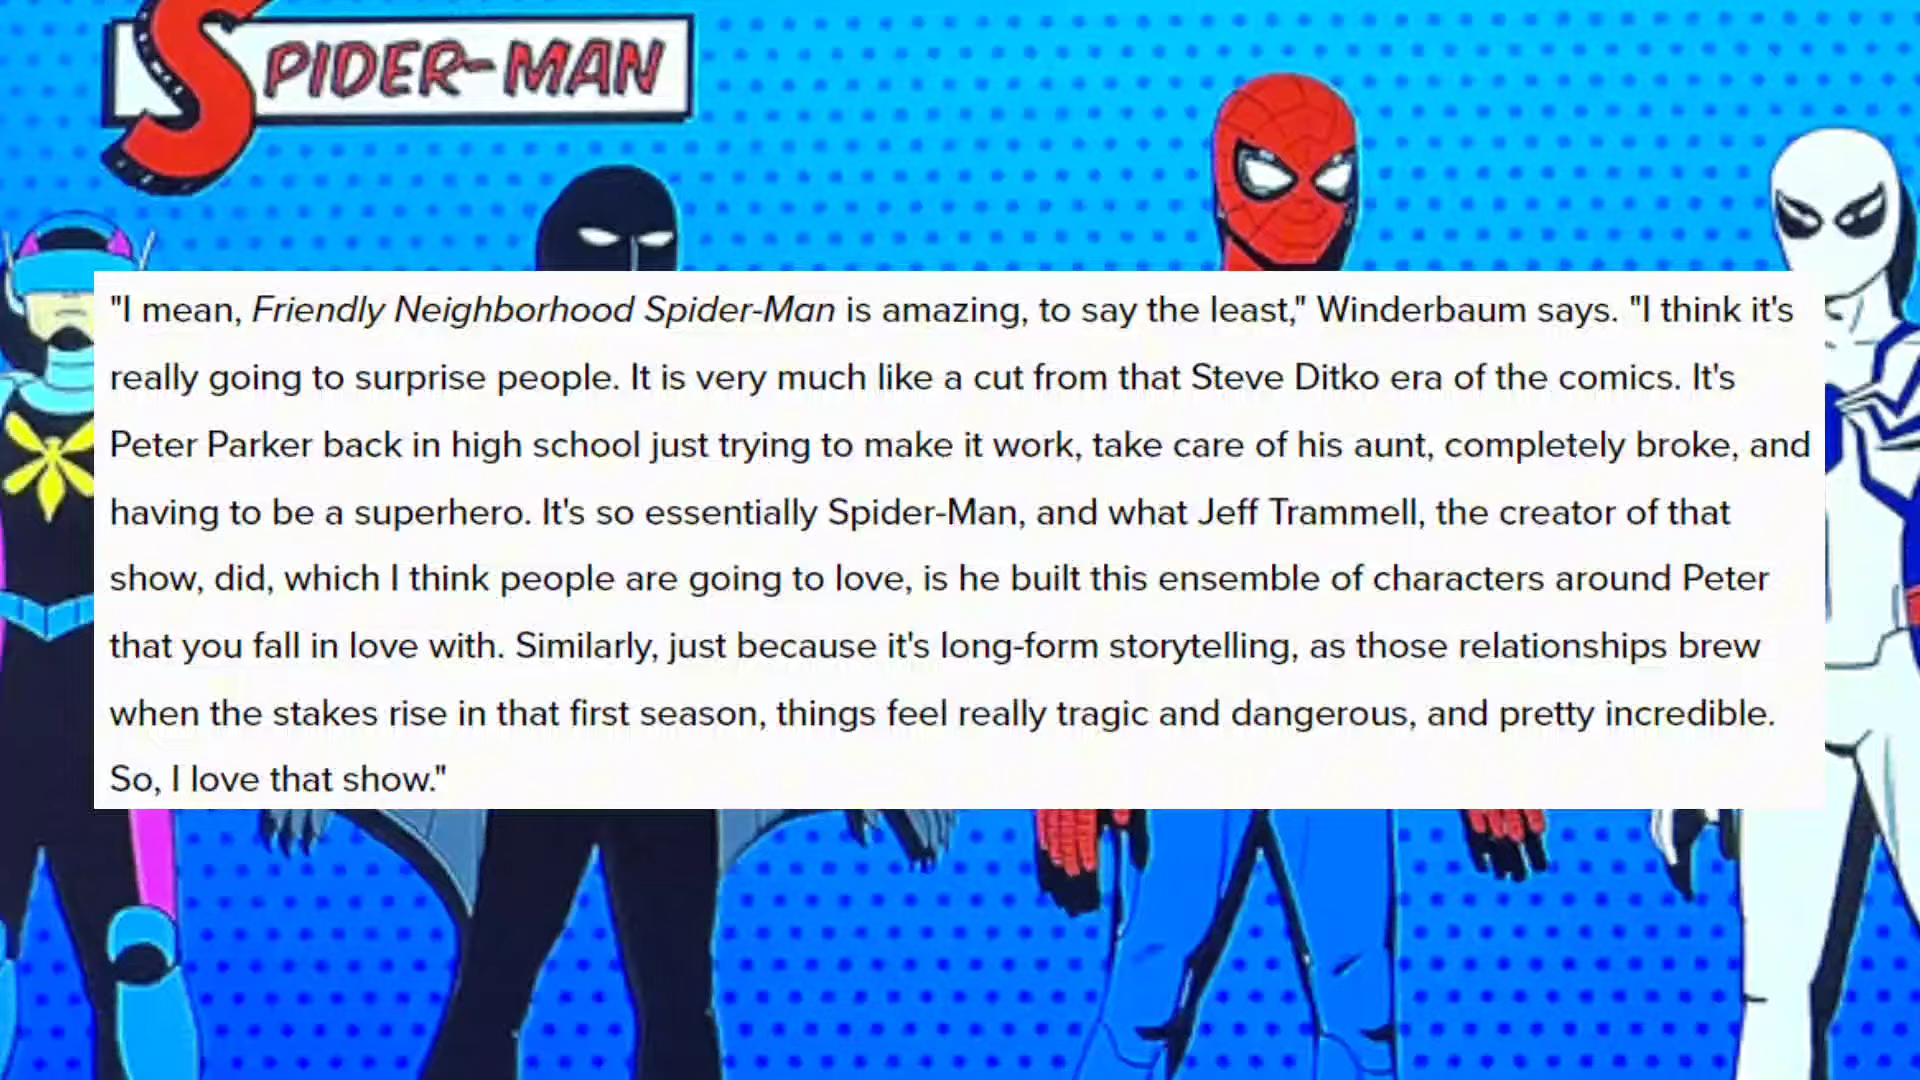 SPIDER-MAN
"I mean, Friendly Neighborhood Spider-Man is amazing, to say the least," Winderbaum says. "I think it's
really going to surprise people. It is very much like a cut from that Steve Ditko era of the comics. It's
Peter Parker back in high school just trying to make it work, take care of his aunt, completely broke, and
having to be a superhero. It's so essentially Spider-Man, and what Jeff Trammell, the creator of that
show, did, which I think people are going to love, is he built this ensemble of characters around Peter
that you fall in love with. Similarly, just because it's long-form storytelling, as those relationships brew
when the stakes rise in that first season, things feel really tragic and dangerous, and pretty incredible.
So, I love that show."